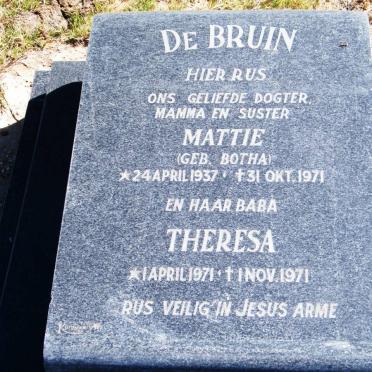 DE BRUIN
HIER RUS
ONS GELIEFDE DOGTER,
MAMMA EN SUSTER
MATTIE
(GEB. BOTHA)
★24 APRIL 1937 · †31 OKT. 1971
EN HAAR BABA
THERESA
★1 APRIL 1971 · †1 NOV. 1971
RUS VEILIG IN JESUS ARME